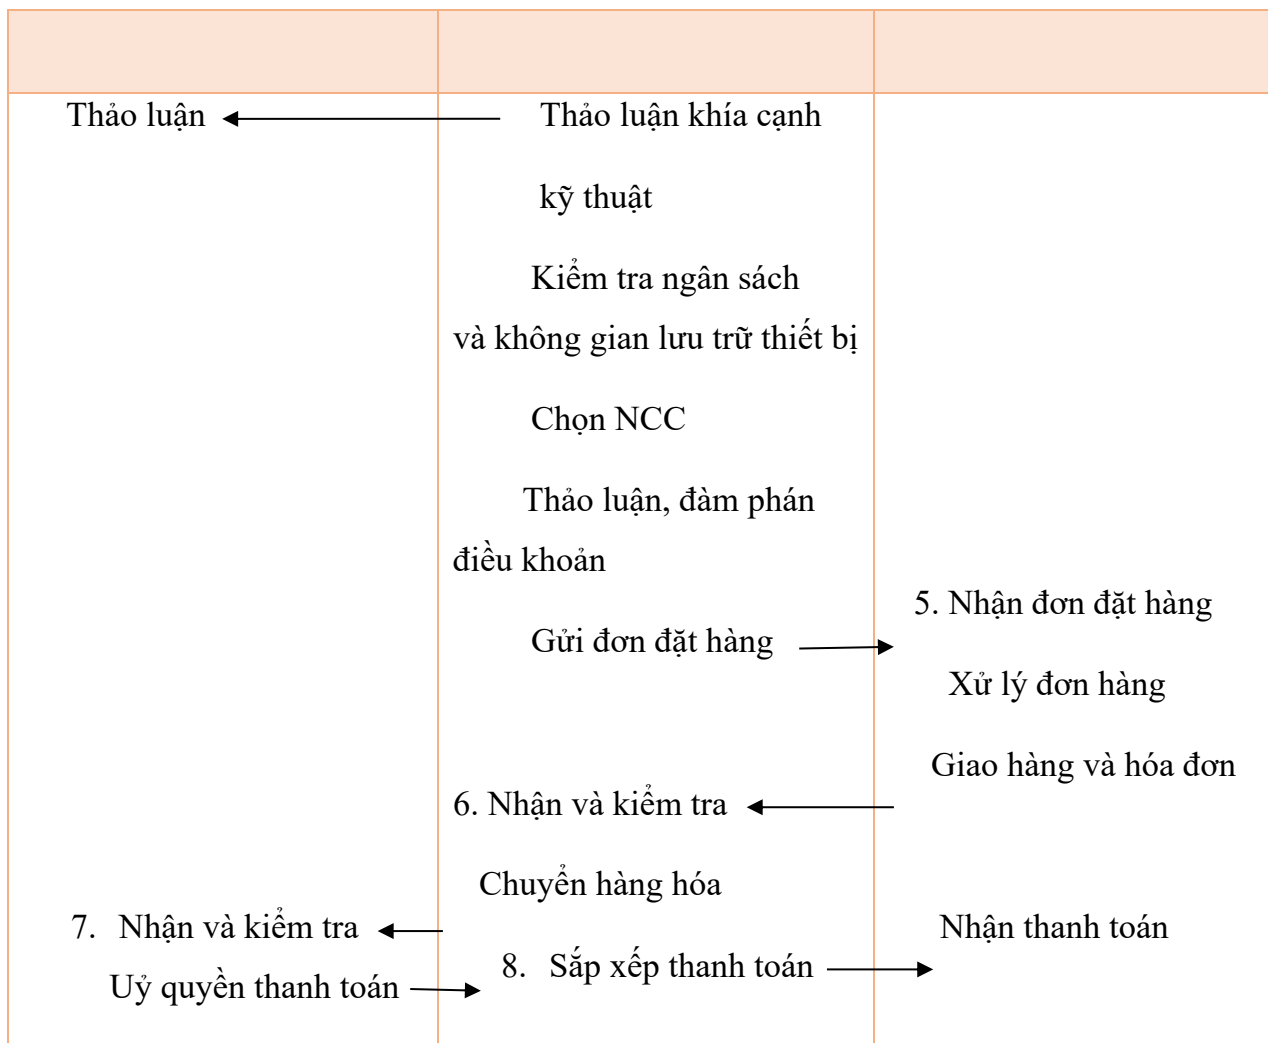 Thảo luận
Thảo luận khía cạnh
kỹ thuật
Kiểm tra ngân sách
và không gian lưu trữ thiết bị
Chọn NCC
Thảo luận, đàm phán
điều khoản
Gửi đơn đặt hàng
5. Nhận đơn đặt hàng
Xử lý đơn hàng
Giao hàng và hóa đơn
6. Nhận và kiểm tra
Chuyển hàng hóa
7. Nhận và kiểm tra
Uỷ quyền thanh toán
8. Sắp xếp thanh toán
Nhận thanh toán